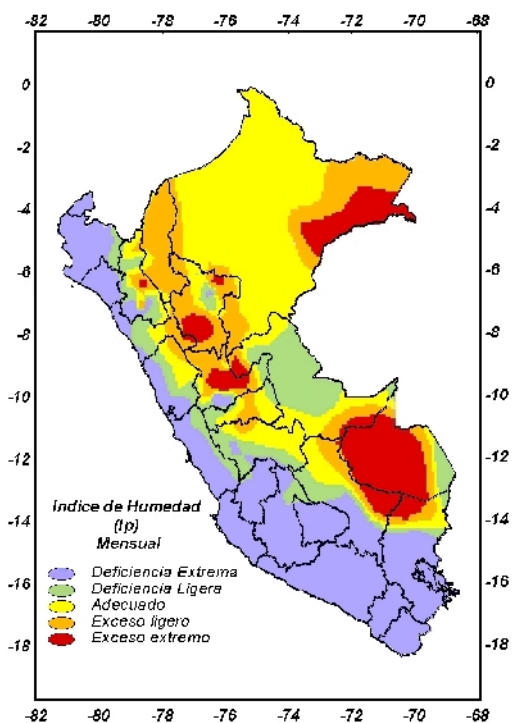 -82 -80 -78 -76 -74 -72 -70 -68
0 0
-2 -2
-4 -4
-6 -6
-8 -8
-10 -10
-12 -12
-14 -14
-16 -16
-18 -18
Indice de Humedad
(Ip)
Mensual
Deficiencia Extrema
Deficiencia Ligera
Adecuado
Exceso ligero
Exceso extremo
-82 -80 -78 -76 -74 -72 -70 -68